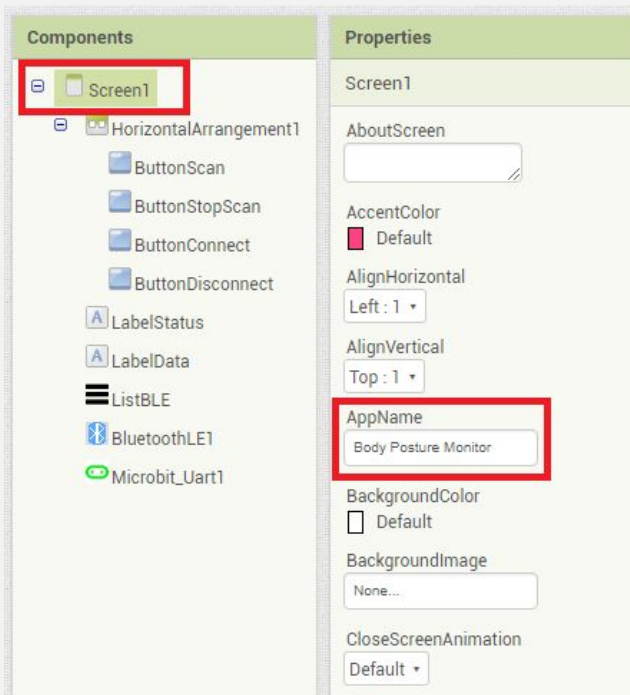 Components
Screen1
HorizontalArrangement1
ButtonScan
ButtonStopScan
ButtonConnect
ButtonDisconnect
LabelStatus
LabelData
ListBLE
BluetoothLE1
Microbit_Uart1
Properties
Screen1
AboutScreen
AccentColor
Default
AlignHorizontal
Left : 1
AlignVertical
Top : 1
AppName
Body Posture Monitor
BackgroundColor
Default
BackgroundImage
None...
CloseScreenAnimation
Default